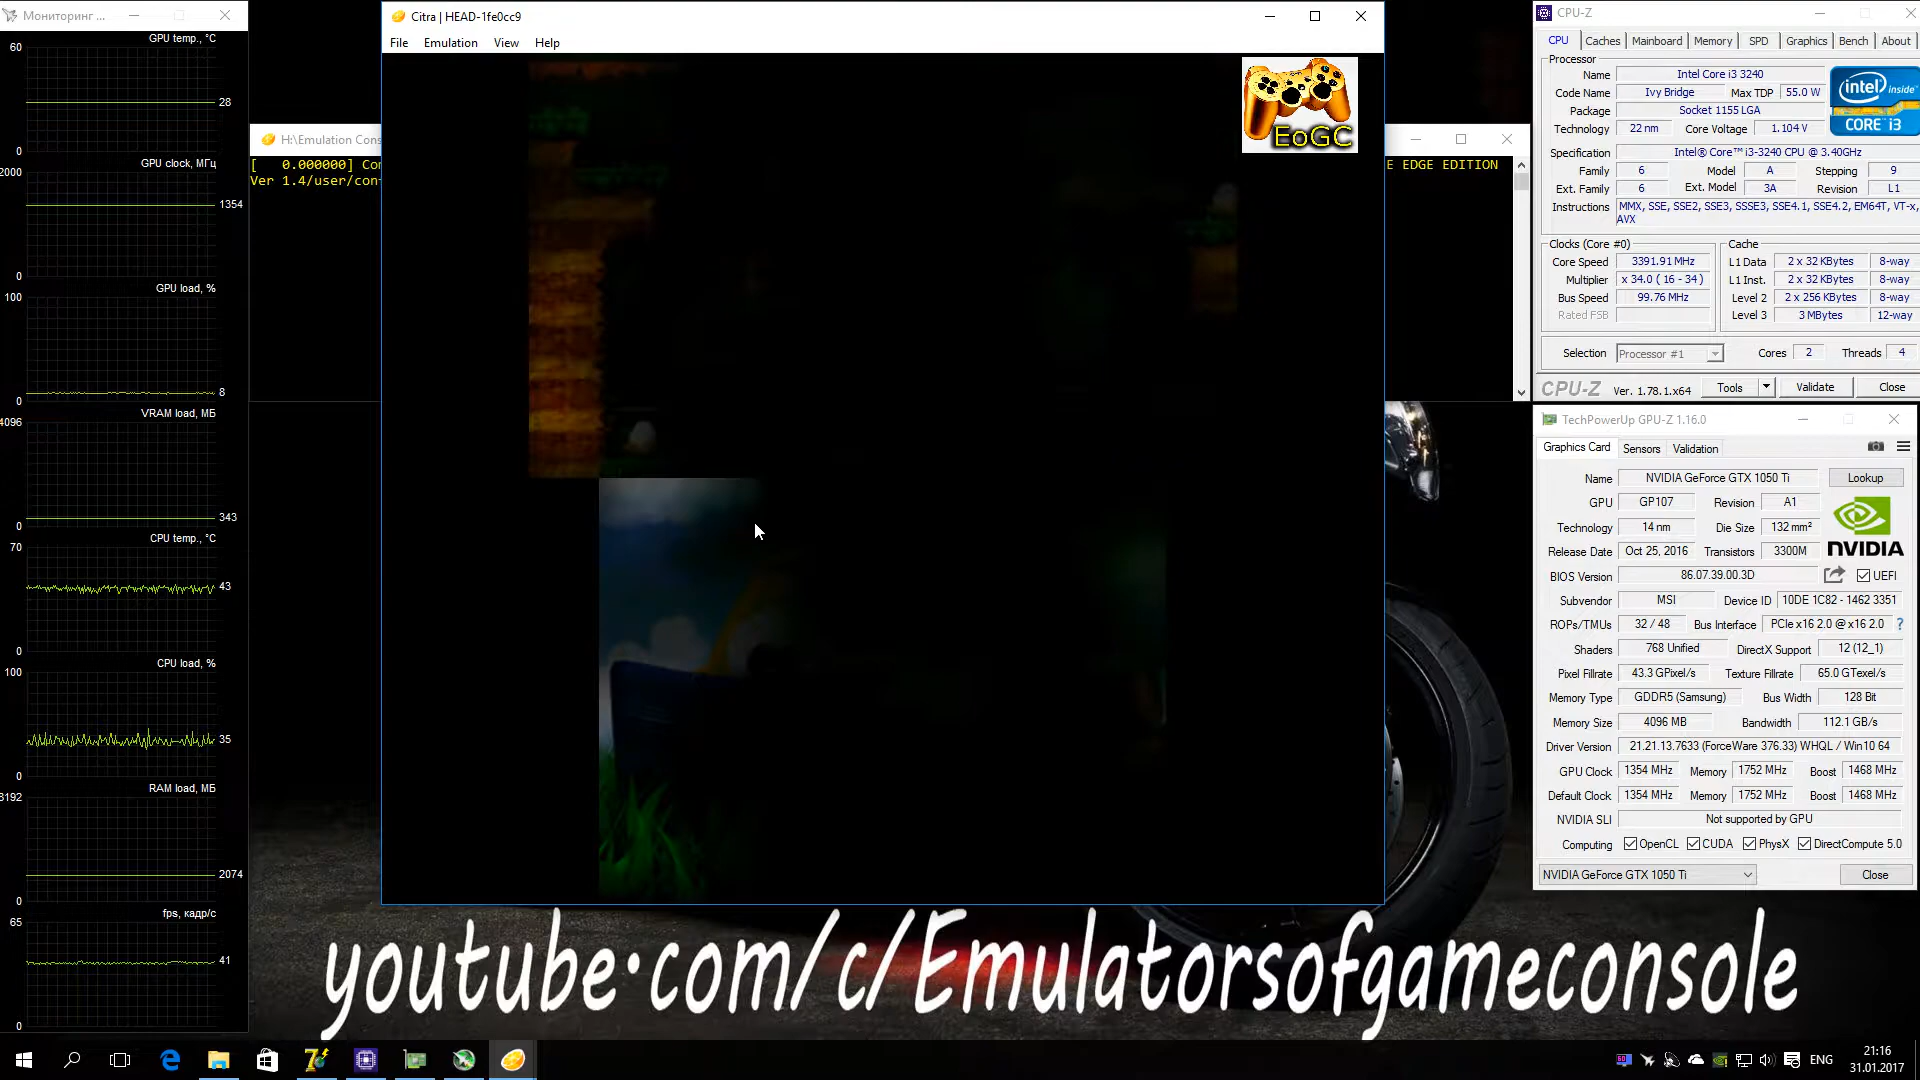 Мониторинг ...
GPU temp., °C
60
28
0
GPU clock, МГц
2000
1354
0
GPU load, %
100
8
0
VRAM load, МБ
4096
343
0
CPU temp., °C
70
43
0
CPU load, %
100
35
0
RAM load, МБ
8192
2074
0
fps, кадр/с
65
41
0
H:\Emulation Cons
[ 0.000000] Cor
Ver 1.4/user/con
E EDGE EDITION
Citra | HEAD-1fe0cc9
File Emulation View Help
EoGC
CPU-Z
CPU Caches Mainboard Memory SPD Graphics Bench About
Processor
Name Intel Core i3 3240
Code Name Ivy Bridge Max TDP 55.0 W
Package Socket 1155 LGA
Technology 22 nm Core Voltage 1.104 V
intel inside
CORE i3
Specification Intel® Core™ i3-3240 CPU @ 3.40GHz
Family 6 Model A Stepping 9
Ext. Family 6 Ext. Model 3A Revision L1
Instructions MMX, SSE, SSE2, SSE3, SSSE3, SSE4.1, SSE4.2, EM64T, VT-x,
AVX
Clocks (Core #0)
Core Speed 3391.91 MHz
Multiplier x 34.0 ( 16 - 34 )
Bus Speed 99.76 MHz
Rated FSB
Cache
L1 Data 2 x 32 KBytes 8-way
L1 Inst. 2 x 32 KBytes 8-way
Level 2 2 x 256 KBytes 8-way
Level 3 3 MBytes 12-way
Selection Processor #1 Cores 2 Threads 4
CPU-Z Ver. 1.78.1.x64 Tools Validate Close
TechPowerUp GPU-Z 1.16.0
Graphics Card Sensors Validation
Name NVIDIA GeForce GTX 1050 Ti Lookup
GPU GP107 Revision A1
Technology 14 nm Die Size 132 mm²
Release Date Oct 25, 2016 Transistors 3300M
NVIDIA
BIOS Version 86.07.39.00.3D UEFI
Subvendor MSI Device ID 10DE 1C82 - 1462 3351
ROPs/TMUs 32 / 48 Bus Interface PCIe x16 2.0 @ x16 2.0 ?
Shaders 768 Unified DirectX Support 12 (12_1)
Pixel Fillrate 43.3 GPixel/s Texture Fillrate 65.0 GTexel/s
Memory Type GDDR5 (Samsung) Bus Width 128 Bit
Memory Size 4096 MB Bandwidth 112.1 GB/s
Driver Version 21.21.13.7633 (ForceWare 376.33) WHQL / Win10 64
GPU Clock 1354 MHz Memory 1752 MHz Boost 1468 MHz
Default Clock 1354 MHz Memory 1752 MHz Boost 1468 MHz
NVIDIA SLI Not supported by GPU
Computing OpenCL CUDA PhysX DirectCompute 5.0
NVIDIA GeForce GTX 1050 Ti Close
youtube.com/c/Emulatorsofgameconsole
ENG
21:16
31.01.2017